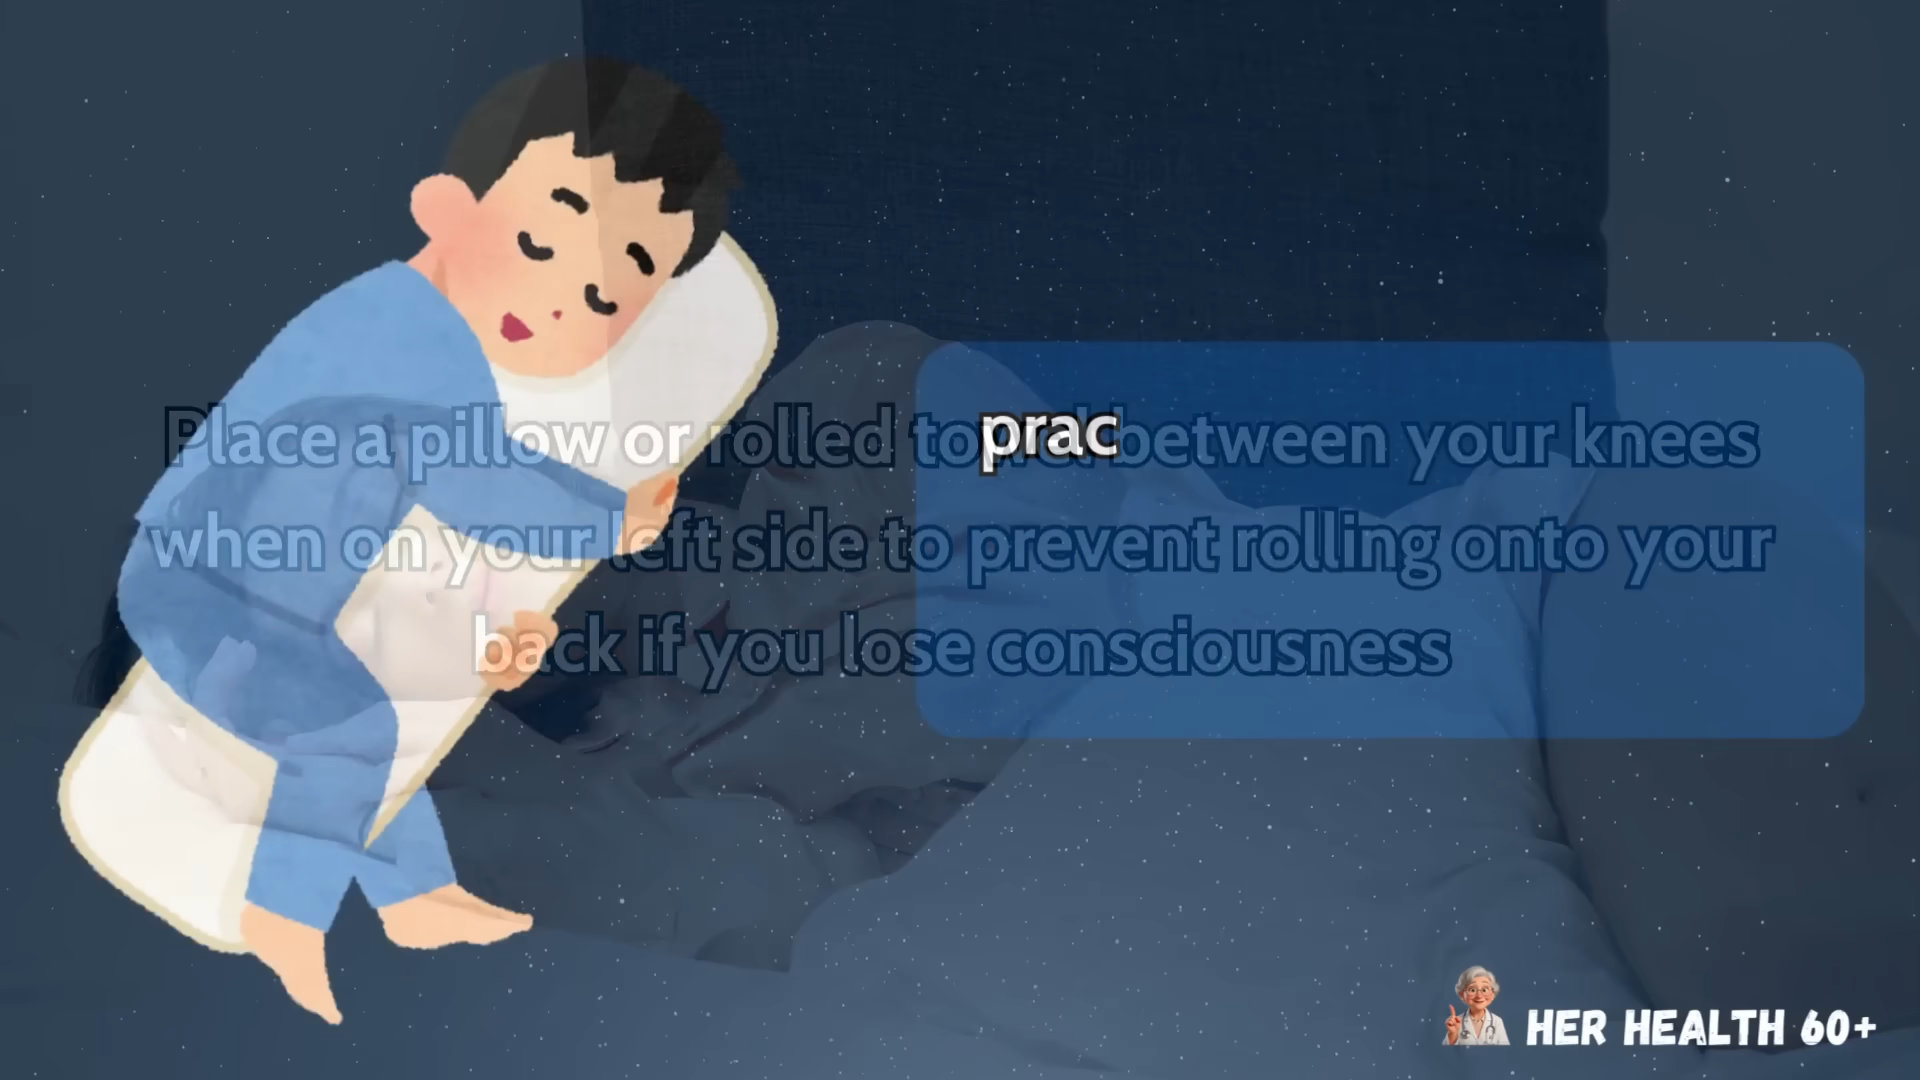 Place a pillow or rolled towel between your knees
when on your left side to prevent rolling onto your
back if you lose consciousness
prac
HER HEALTH 60+